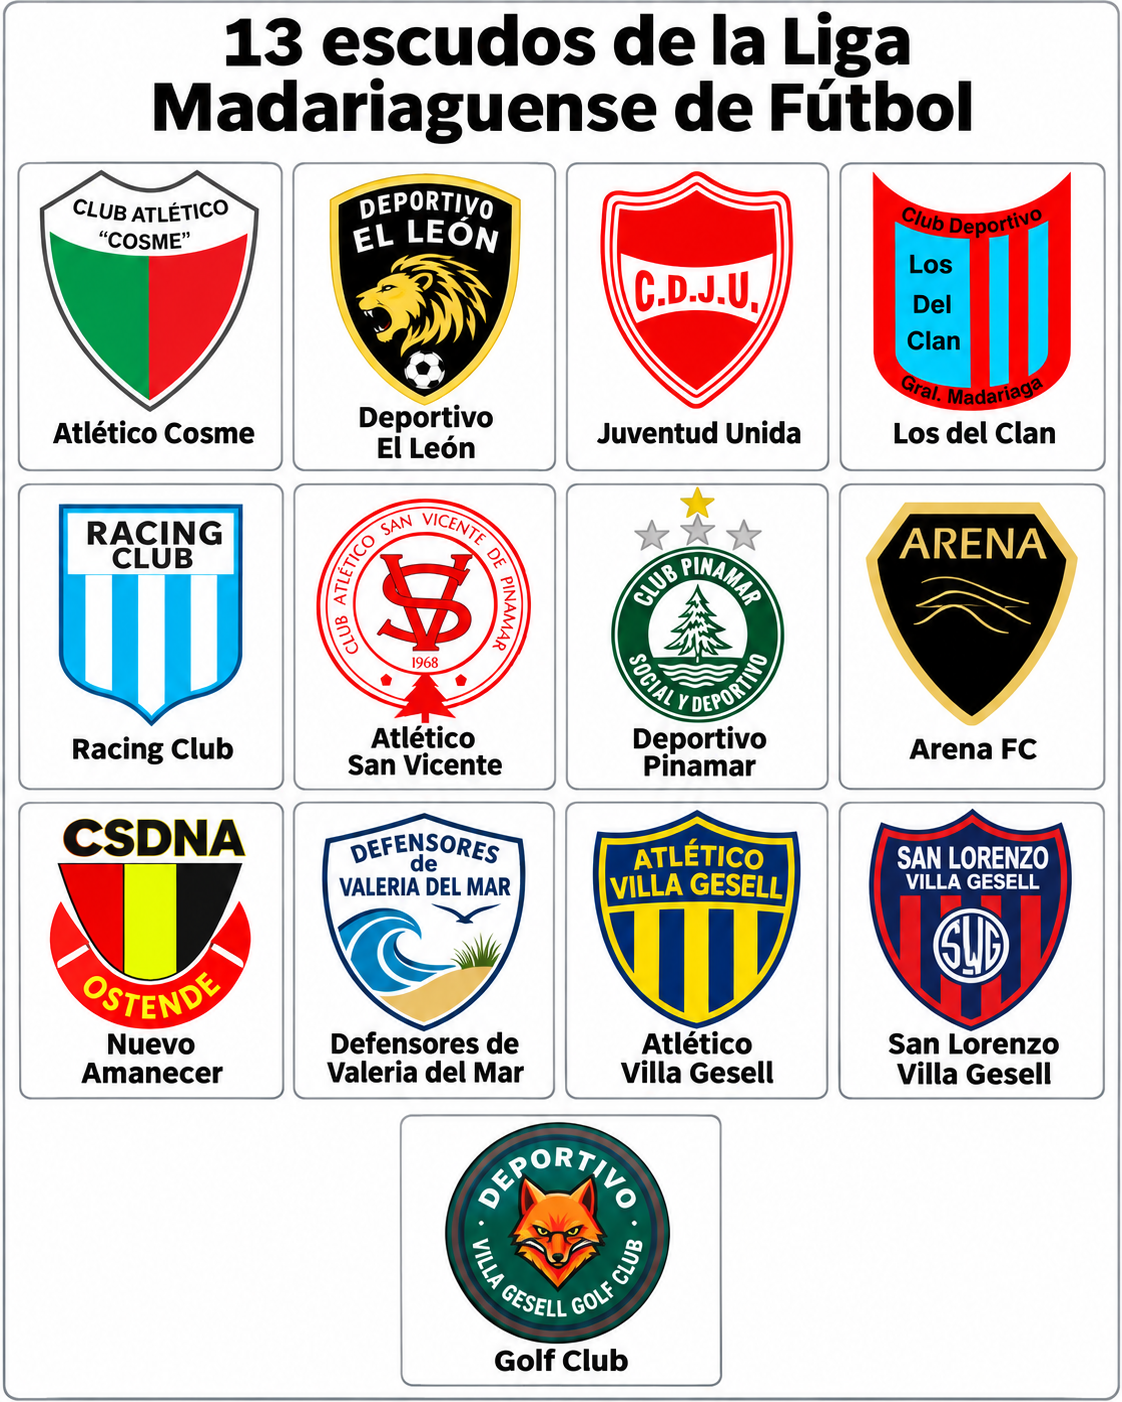 13 escudos de la Liga
Madariaguense de Fútbol
CLUB ATLÉTICO
“COSME”
Atlético Cosme
DEPORTIVO
EL LEÓN
Deportivo
El León
C.D.J.U.
Juventud Unida
Club Deportivo
Los
Del
Clan
Gral. Madariaga
Los del Clan
RACING
CLUB
Racing Club
CLUB ATLÉTICO SAN VICENTE DE PINAMAR
SV
1968
Atlético
San Vicente
CLUB PINAMAR
SOCIAL Y DEPORTIVO
Deportivo
Pinamar
ARENA
Arena FC
CSDNA
OSTENDE
Nuevo
Amanecer
DEFENSORES
de
VALERIA DEL MAR
Defensores de
Valeria del Mar
ATLÉTICO
VILLA GESELL
Atlético
Villa Gesell
SAN LORENZO
VILLA GESELL
SVG
San Lorenzo
Villa Gesell
DEPORTIVO
· VILLA GESELL GOLF CLUB ·
Golf Club